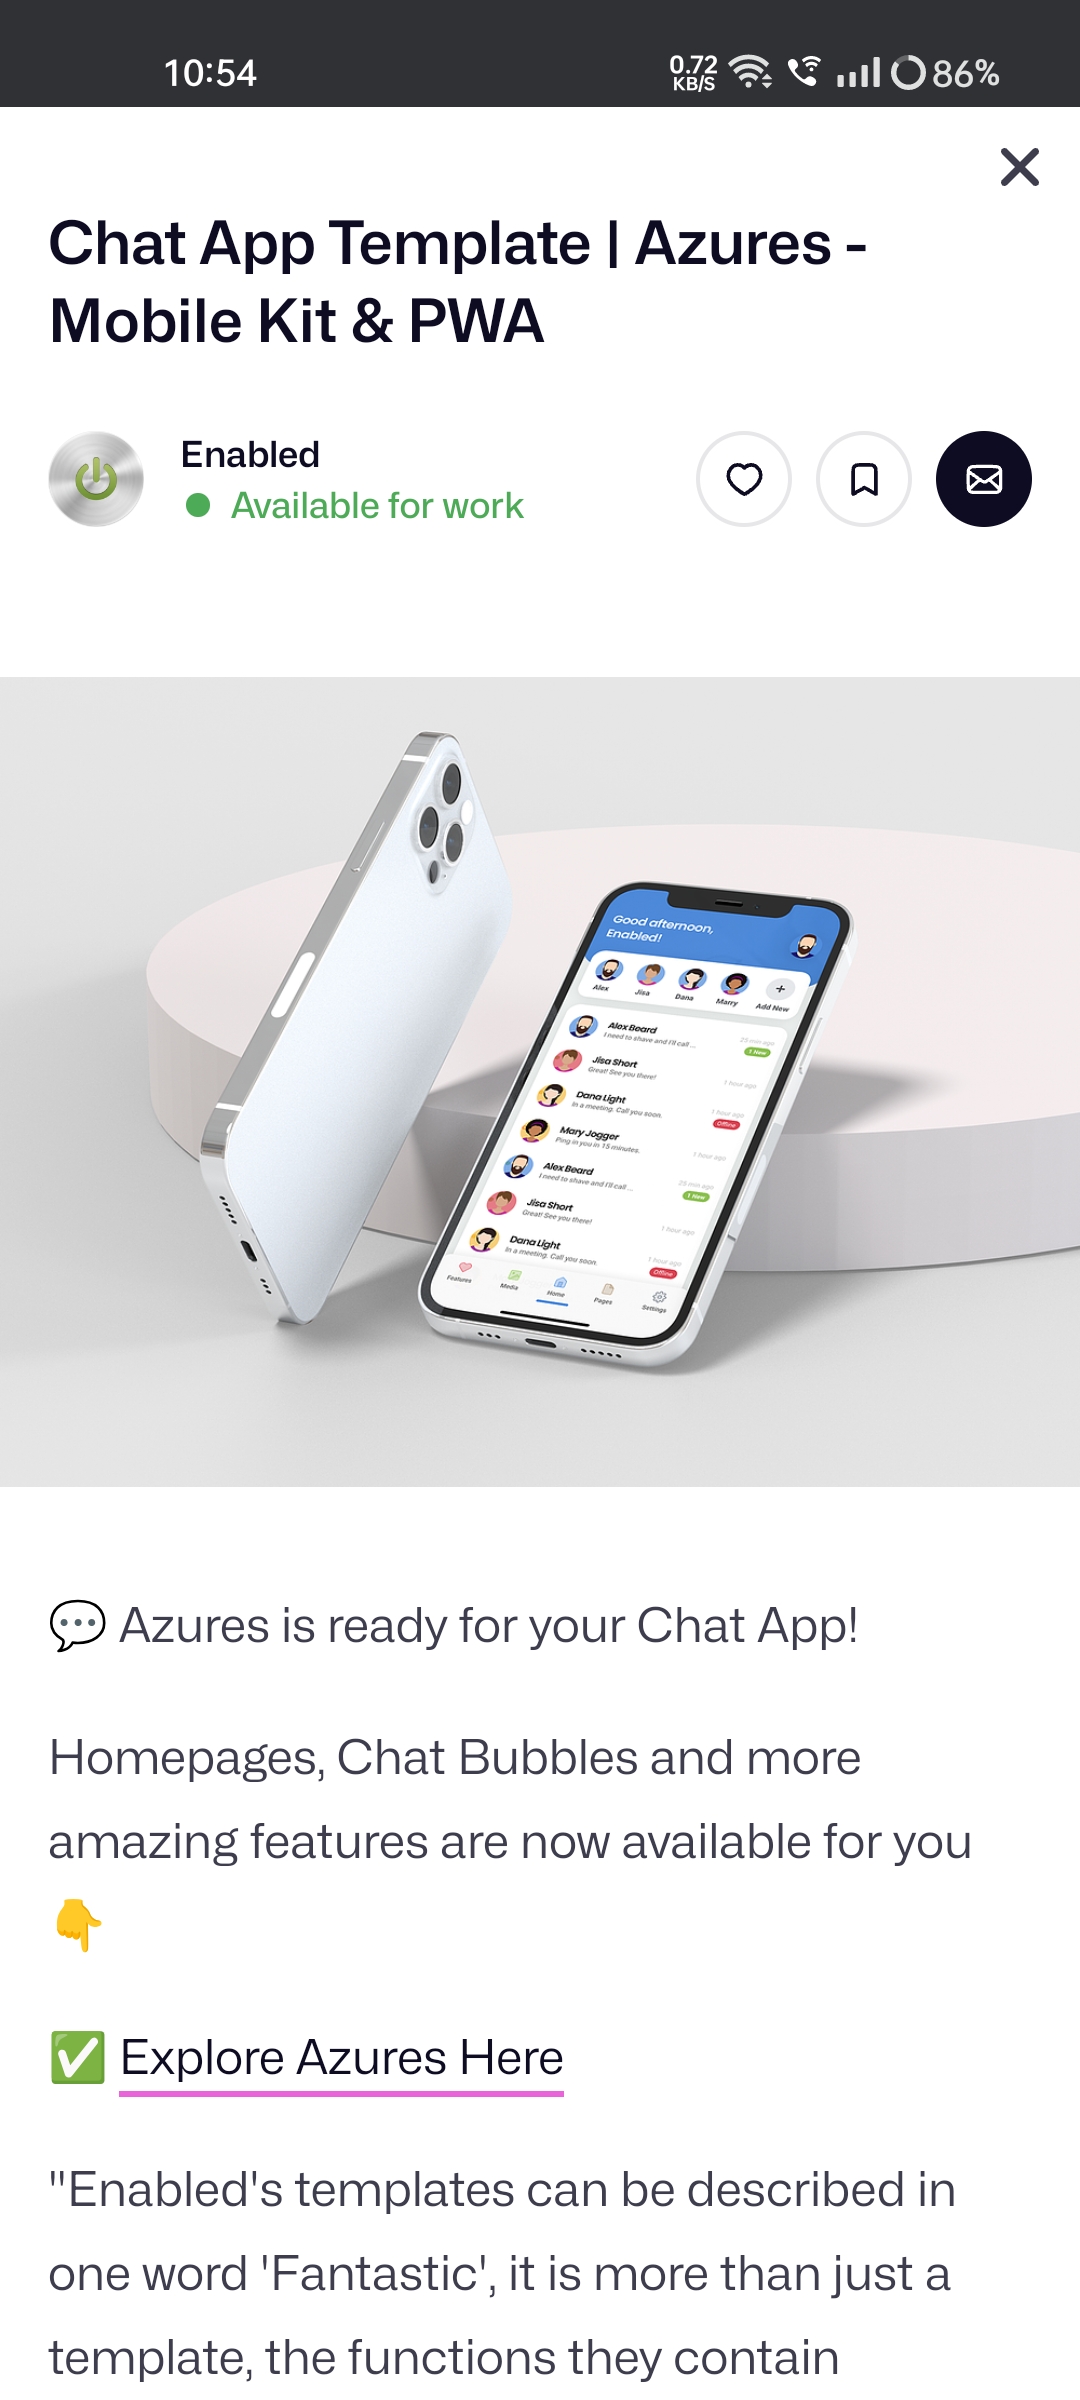 10:54
0.72
KB/S
86%
Chat App Template | Azures -
Mobile Kit & PWA
Enabled
Available for work
Good afternoon,
Enabled!
Alex
Jisa
Dana
Marry
Add New
Alex Beard
I need to shave and I'll call ...
25 min ago
1 New
Jisa Short
Great! See you there!
1 hour ago
Dana Light
In a meeting. Call you soon.
1 hour ago
Offline
Mary Jogger
Ping in you in 15 minutes.
1 hour ago
Alex Beard
I need to shave and I'll call ...
25 min ago
1 New
Jisa Short
Great! See you there!
1 hour ago
Dana Light
In a meeting. Call you soon.
1 hour ago
Offline
Features
Media
Home
Pages
Settings
💬 Azures is ready for your Chat App!
Homepages, Chat Bubbles and more
amazing features are now available for you
👇
✅ Explore Azures Here
"Enabled's templates can be described in
one word 'Fantastic', it is more than just a
template, the functions they contain